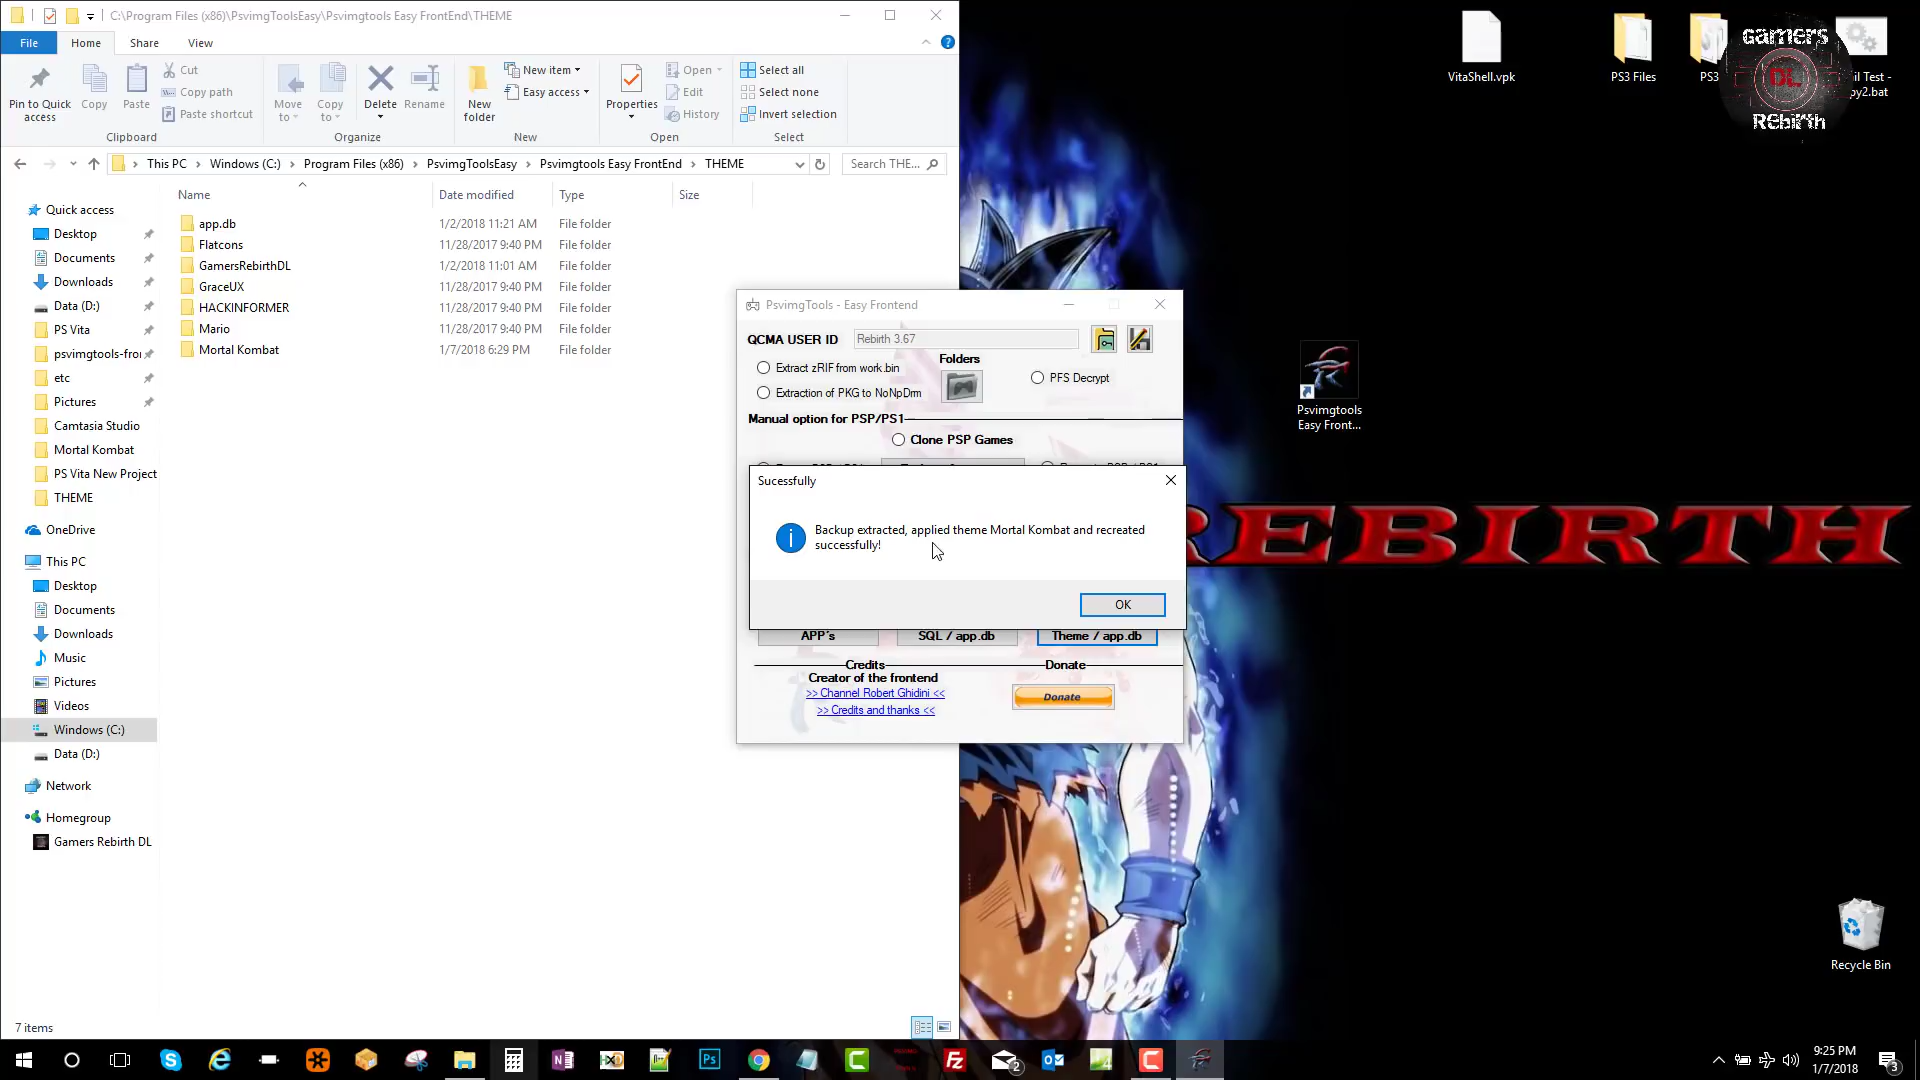 C:\Program Files (x86)\PsvimgToolsEasy\Psvimgtools Easy FrontEnd\THEME
File
Home
Share
View
Pin to Quick
access
Copy
Paste
Cut
Copy path
Paste shortcut
Clipboard
Move
to
Copy
to
Delete
Rename
Organize
New
folder
New item
Easy access
New
Properties
Open
Edit
History
Open
Select all
Select none
Invert selection
Select
This PC
Windows (C:)
Program Files (x86)
PsvimgToolsEasy
Psvimgtools Easy FrontEnd
THEME
Search THE...
Quick access
Desktop
Documents
Downloads
Data (D:)
PS Vita
psvimgtools-froı
etc
Pictures
Camtasia Studio
Mortal Kombat
PS Vita New Project
THEME
OneDrive
This PC
Desktop
Documents
Downloads
Music
Pictures
Videos
Windows (C:)
Data (D:)
Network
Homegroup
Gamers Rebirth DL
Name Date modified Type Size
app.db 1/2/2018 11:21 AM File folder
Flatcons 11/28/2017 9:40 PM File folder
GamersRebirthDL 1/2/2018 11:01 AM File folder
GraceUX 11/28/2017 9:40 PM File folder
HACKINFORMER 11/28/2017 9:40 PM File folder
Mario 11/28/2017 9:40 PM File folder
Mortal Kombat 1/7/2018 6:29 PM File folder
7 items
PsvimgTools - Easy Frontend
QCMA USER ID
Rebirth 3.67
Extract zRIF from work.bin
Folders
PFS Decrypt
Extraction of PKG to NoNpDrm
Manual option for PSP/PS1
Clone PSP Games
Sucessfully
Backup extracted, applied theme Mortal Kombat and recreated
successfully!
OK
APP's
SQL / app.db
Theme / app.db
Credits
Donate
Creator of the frontend
>> Channel Robert Ghidini <<
>> Credits and thanks <<
Donate
VitaShell.vpk
PS3 Files
PS3
il Test -
py2.bat
GamERS
DL
REbirth
Psvimgtools
Easy Front...
REBIRTH
Recycle Bin
2
9:25 PM
1/7/2018
3